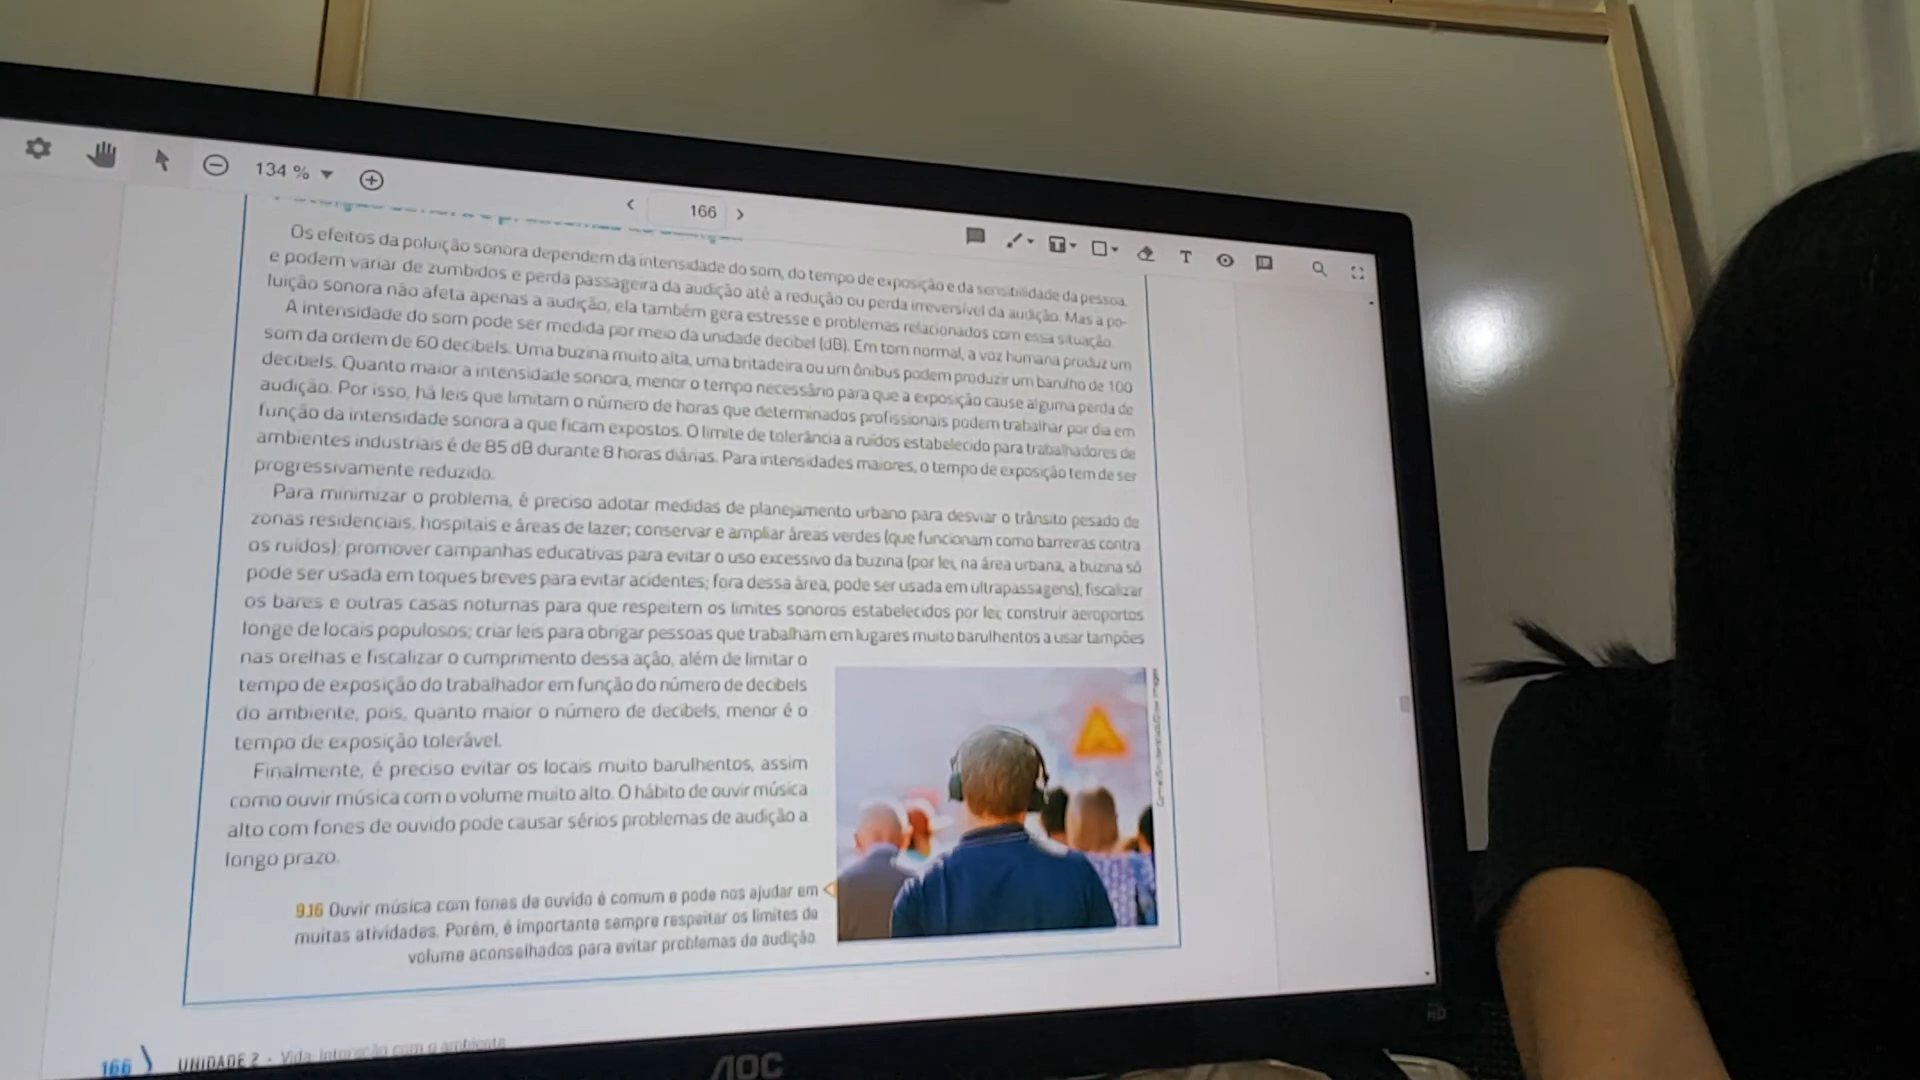 134 %
166
Os efeitos da poluição sonora dependem da intensidade do som, do tempo de exposição e da sensibilidade da pessoa,
e podem variar de zumbidos e perda passageira da audição até a redução ou perda irreversível da audição. Mas a po-
luição sonora não afeta apenas a audição, ela também gera estresse e problemas relacionados com essa situação.
A intensidade do som pode ser medida por meio da unidade decibel (dB). Em tom normal, a voz humana produz um
som da ordem de 60 decibels. Uma buzina muito alta, uma britadeira ou um ônibus podem produzir um barulho de 100
decibels. Quanto maior a intensidade sonora, menor o tempo necessário para que a exposição cause alguma perda de
audição. Por isso, há leis que limitam o número de horas que determinados profissionais podem trabalhar por dia em
função da intensidade sonora a que ficam expostos. O limite de tolerância a ruídos estabelecido para trabalhadores de
ambientes industriais é de 85 dB durante 8 horas diárias. Para intensidades maiores, o tempo de exposição tem de ser
progressivamente reduzido.
Para minimizar o problema, é preciso adotar medidas de planejamento urbano para desviar o trânsito pesado de
zonas residenciais, hospitais e áreas de lazer; conservar e ampliar áreas verdes (que funcionam como barreiras contra
os ruídos); promover campanhas educativas para evitar o uso excessivo da buzina (por lei, na área urbana, a buzina só
pode ser usada em toques breves para evitar acidentes; fora dessa área, pode ser usada em ultrapassagens); fiscalizar
os bares e outras casas noturnas para que respeitem os limites sonoros estabelecidos por lei; construir aeroportos
longe de locais populosos; criar leis para obrigar pessoas que trabalham em lugares muito barulhentos a usar tampões
nas orelhas e fiscalizar o cumprimento dessa ação, além de limitar o
tempo de exposição do trabalhador em função do número de decibels
do ambiente, pois, quanto maior o número de decibels, menor é o
tempo de exposição tolerável.
Finalmente, é preciso evitar os locais muito barulhentos, assim
como ouvir música com o volume muito alto. O hábito de ouvir música
alto com fones de ouvido pode causar sérios problemas de audição a
longo prazo.
9.16 Ouvir música com fones de ouvido é comum e pode nos ajudar em
muitas atividades. Porém, é importante sempre respeitar os limites de
volume aconselhados para evitar problemas de audição.
166
UNIDADE 2 - Vida: interação com o ambiente
AOC
HD